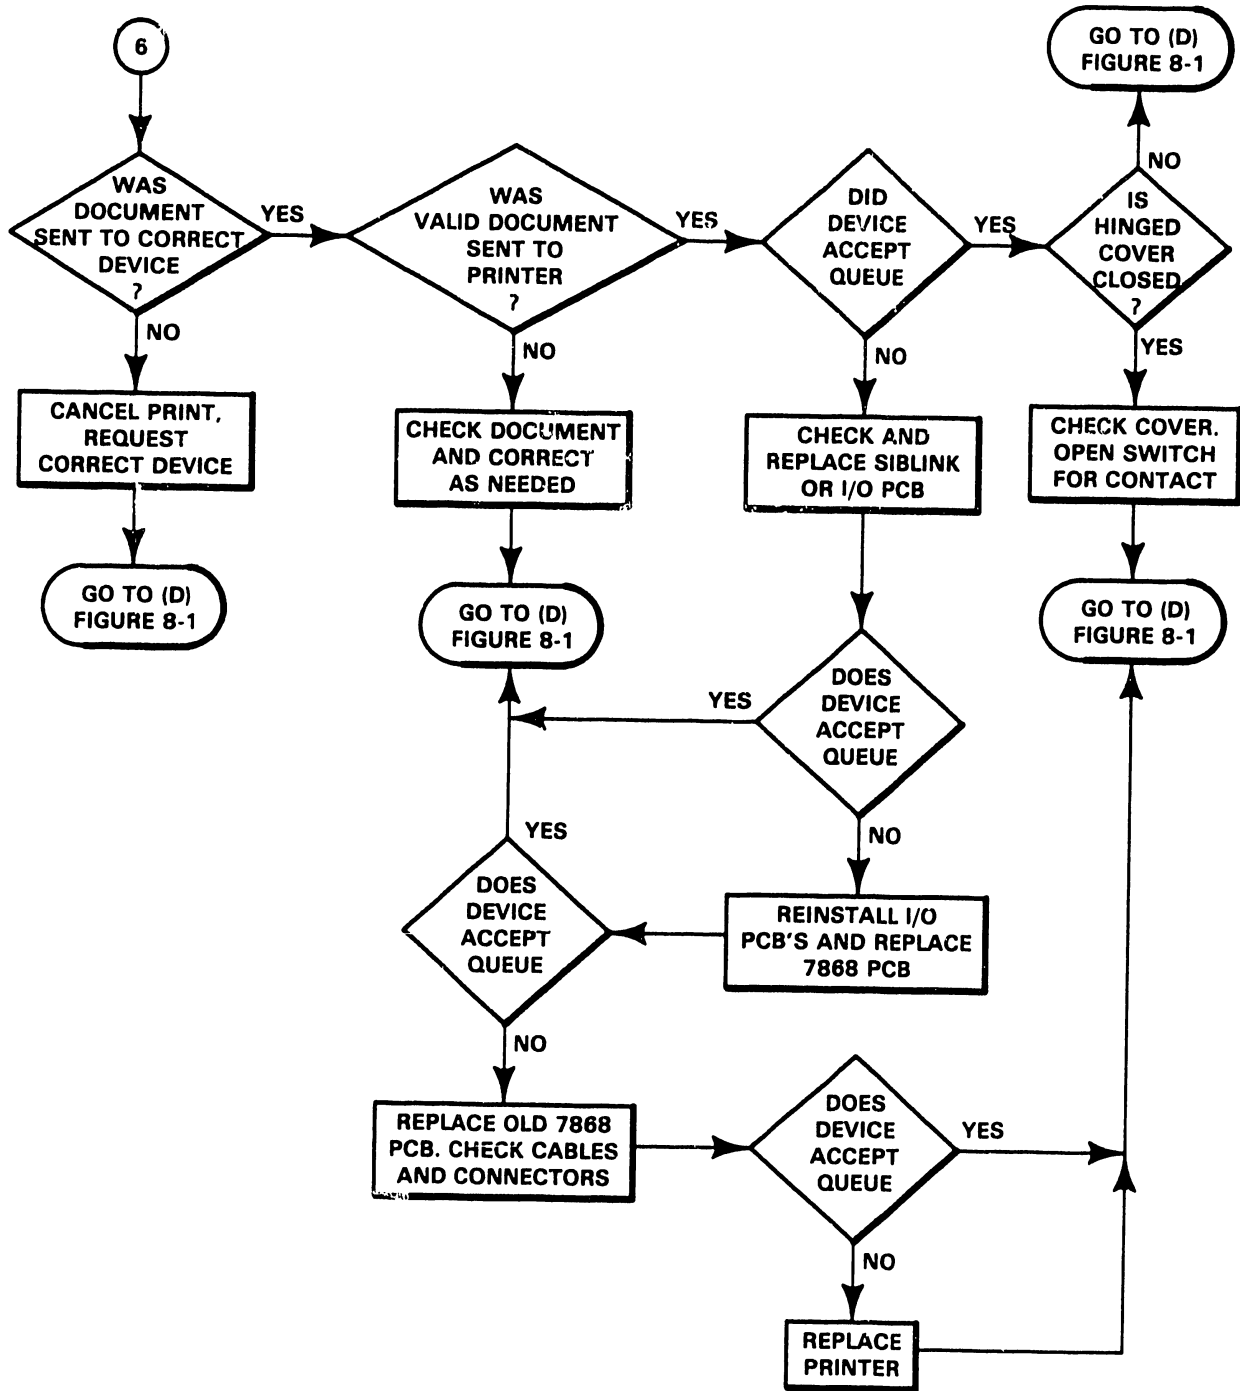 6
WAS
DOCUMENT
SENT TO CORRECT
DEVICE
?
YES
NO
CANCEL PRINT,
REQUEST
CORRECT DEVICE
GO TO (D)
FIGURE 8-1
WAS
VALID DOCUMENT
SENT TO
PRINTER
?
YES
NO
CHECK DOCUMENT
AND CORRECT
AS NEEDED
GO TO (D)
FIGURE 8-1
DID
DEVICE
ACCEPT
QUEUE
YES
NO
CHECK AND
REPLACE SIBLINK
OR I/O PCB
GO TO (D)
FIGURE 8-1
NO
IS
HINGED
COVER
CLOSED
?
YES
CHECK COVER.
OPEN SWITCH
FOR CONTACT
GO TO (D)
FIGURE 8-1
DOES
DEVICE
ACCEPT
QUEUE
YES
NO
REINSTALL I/O
PCB'S AND REPLACE
7868 PCB
YES
DOES
DEVICE
ACCEPT
QUEUE
NO
REPLACE OLD 7868
PCB. CHECK CABLES
AND CONNECTORS
DOES
DEVICE
ACCEPT
QUEUE
YES
NO
REPLACE
PRINTER